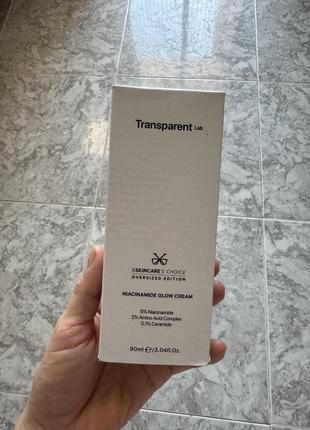 Transparent Lab
XSKINCARE'S CHOICE
OVERSIZED EDITION
NIACINAMIDE GLOW CREAM
5% Niacinamide
2% Amino Acid Complex
0,1% Ceramide
90ml ℮/3.04fl.Oz.